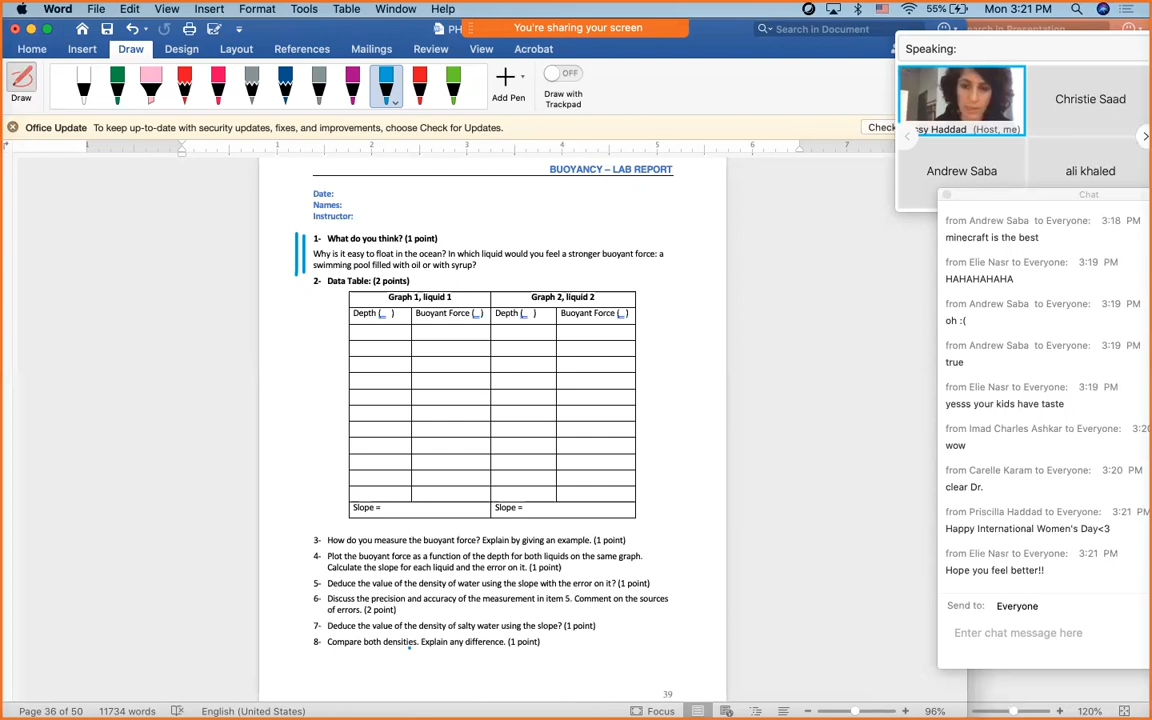 Word File Edit View Insert Format Tools Table Window Help 55% Mon 3:21 PM
You're sharing your screen
Search in Document
Home Insert Draw Design Layout References Mailings Review View Acrobat
Speaking:
Draw Add Pen OFF Draw with Trackpad
Haddad (Host, me)
Christie Saad
Andrew Saba
ali khaled
Office Update To keep up-to-date with security updates, fixes, and improvements, choose Check for Updates.
1 1 2 3 4 5 6 7
BUOYANCY – LAB REPORT
Date:
Names:
Instructor:
1- What do you think? (1 point)
Why is it easy to float in the ocean? In which liquid would you feel a stronger buoyant force: a
swimming pool filled with oil or with syrup?
2- Data Table: (2 points)
Graph 1, liquid 1 Graph 2, liquid 2
Depth (_ ) Buoyant Force (_ ) Depth (_ ) Buoyant Force (_ )
Slope = Slope =
3- How do you measure the buoyant force? Explain by giving an example. (1 point)
4- Plot the buoyant force as a function of the depth for both liquids on the same graph.
Calculate the slope for each liquid and the error on it. (1 point)
5- Deduce the value of the density of water using the slope with the error on it? (1 point)
6- Discuss the precision and accuracy of the measurement in item 5. Comment on the sources
of errors. (2 point)
7- Deduce the value of the density of salty water using the slope? (1 point)
8- Compare both densities. Explain any difference. (1 point)
39
Chat
from Andrew Saba to Everyone: 3:18 PM
minecraft is the best
from Elie Nasr to Everyone: 3:19 PM
HAHAHAHAHA
from Andrew Saba to Everyone: 3:19 PM
oh :(
from Andrew Saba to Everyone: 3:19 PM
true
from Elie Nasr to Everyone: 3:19 PM
yesss your kids have taste
from Imad Charles Ashkar to Everyone:
wow
from Carelle Karam to Everyone: 3:20 PM
clear Dr.
from Priscilla Haddad to Everyone: 3:21 PM
Happy International Women's Day<3
from Elie Nasr to Everyone: 3:21 PM
Hope you feel better!!
Send to: Everyone
Enter chat message here
Page 36 of 50 11734 words English (United States) Focus 96% 120%